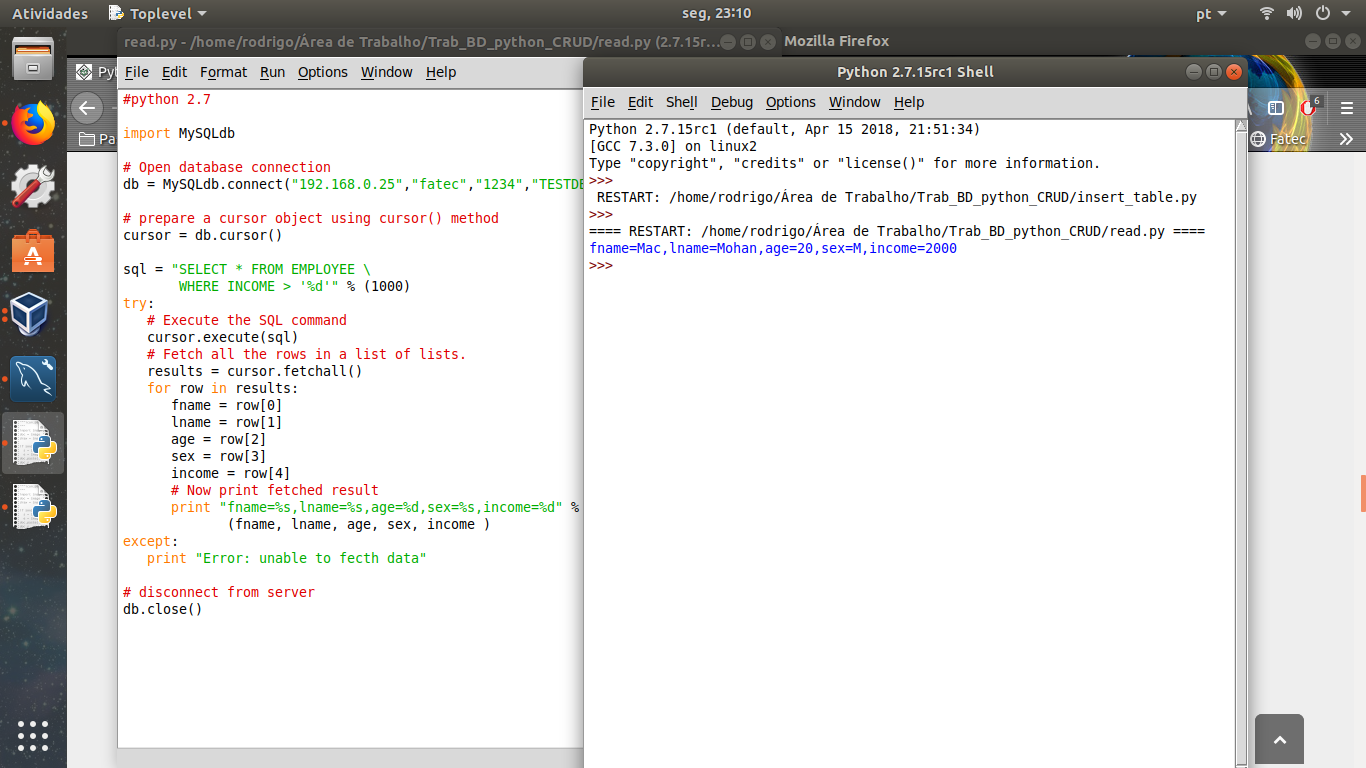 Atividades
Toplevel
seg, 23:10
pt
read.py - /home/rodrigo/Área de Trabalho/Trab_BD_python_CRUD/read.py (2.7.15r...
Mozilla Firefox
File Edit Format Run Options Window Help
#python 2.7
import MySQLdb
# Open database connection
db = MySQLdb.connect("192.168.0.25","fatec","1234","TESTDB
# prepare a cursor object using cursor() method
cursor = db.cursor()
sql = "SELECT * FROM EMPLOYEE \
       WHERE INCOME > '%d'" % (1000)
try:
   # Execute the SQL command
   cursor.execute(sql)
   # Fetch all the rows in a list of lists.
   results = cursor.fetchall()
   for row in results:
      fname = row[0]
      lname = row[1]
      age = row[2]
      sex = row[3]
      income = row[4]
      # Now print fetched result
      print "fname=%s,lname=%s,age=%d,sex=%s,income=%d" %
             (fname, lname, age, sex, income )
except:
   print "Error: unable to fecth data"
# disconnect from server
db.close()
Python 2.7.15rc1 Shell
File Edit Shell Debug Options Window Help
Python 2.7.15rc1 (default, Apr 15 2018, 21:51:34)
[GCC 7.3.0] on linux2
Type "copyright", "credits" or "license()" for more information.
>>>
 RESTART: /home/rodrigo/Área de Trabalho/Trab_BD_python_CRUD/insert_table.py
>>>
==== RESTART: /home/rodrigo/Área de Trabalho/Trab_BD_python_CRUD/read.py ====
fname=Mac,lname=Mohan,age=20,sex=M,income=2000
>>>
Pyt
Pa
6
Fatec